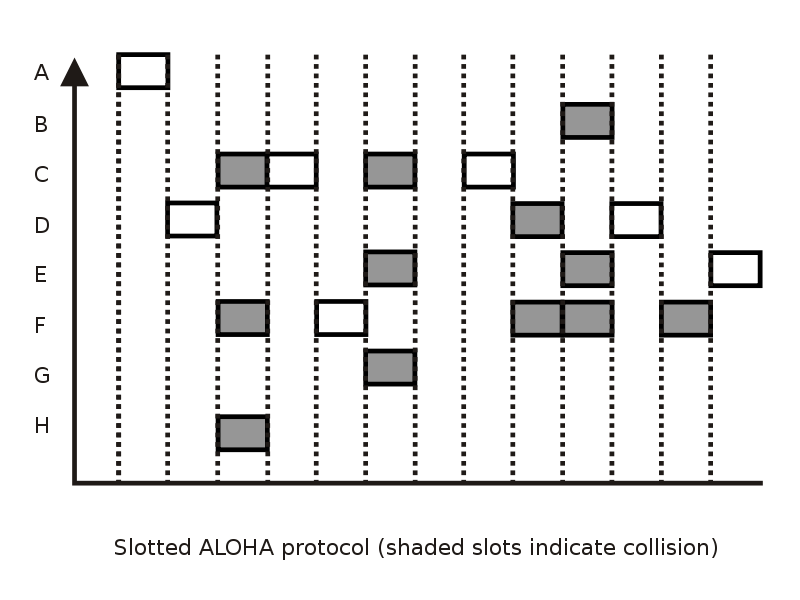 A
B
C
D
E
F
G
H
Slotted ALOHA protocol (shaded slots indicate collision)